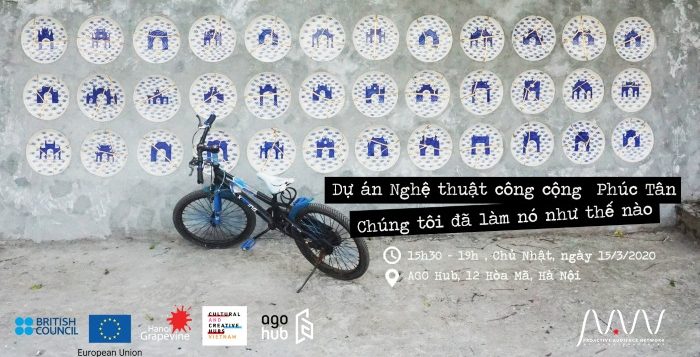 Dự án Nghệ thuật công cộng Phúc Tân
Chúng tôi đã làm nó như thế nào
15h30 - 19h , Chủ Nhật, ngày 15/3/2020
AGO Hub, 12 Hòa Mã, Hà Nội
BRITISH
COUNCIL
European Union
Hanoi
Grapevine
CULTURAL
AND
CREATIVE
HUBS
VIETNAM
ago
hub
PROACTIVE AUDIENCE NETWORK